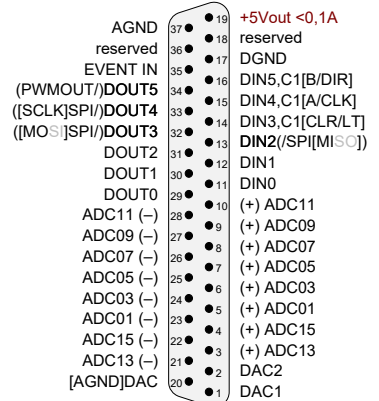 AGND 37
reserved 36
EVENT IN 35
(PWMOUT/)DOUT5 34
([SCLK]SPI/)DOUT4 33
([MOSI]SPI/)DOUT3 32
DOUT2 31
DOUT1 30
DOUT0 29
ADC11 (–) 28
ADC09 (–) 27
ADC07 (–) 26
ADC05 (–) 25
ADC03 (–) 24
ADC01 (–) 23
ADC15 (–) 22
ADC13 (–) 21
[AGND]DAC 20
19 +5Vout <0,1A
18 reserved
17 DGND
16 DIN5,C1[B/DIR]
15 DIN4,C1[A/CLK]
14 DIN3,C1[CLR/LT]
13 DIN2(/SPI[MISO])
12 DIN1
11 DIN0
10 (+) ADC11
9 (+) ADC09
8 (+) ADC07
7 (+) ADC05
6 (+) ADC03
5 (+) ADC01
4 (+) ADC15
3 (+) ADC13
2 DAC2
1 DAC1